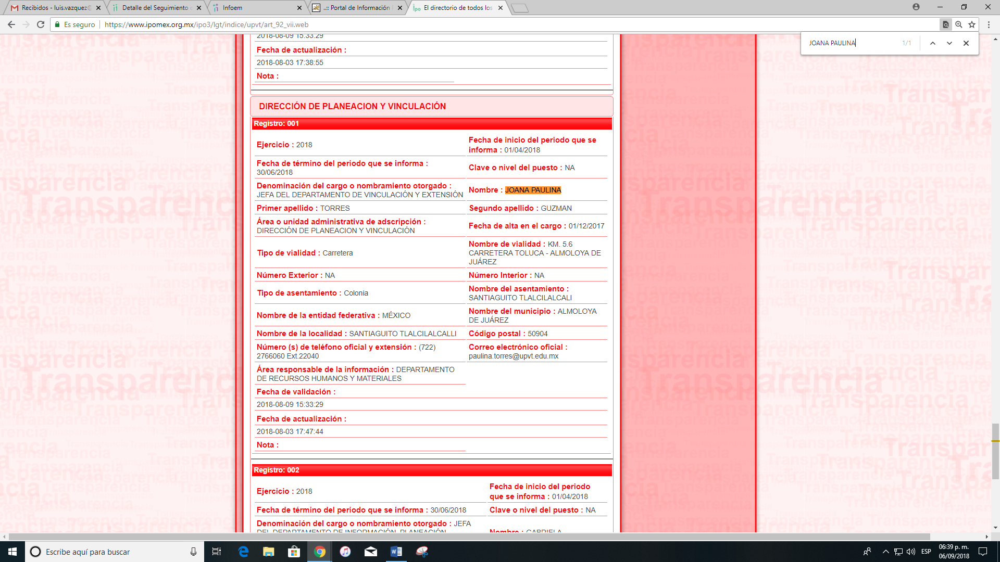 Recibidos - luis.vazquez@
Detalle del Seguimiento
Infoem
..:: Portal de Información
El directorio de todos los
Es seguro
https://www.ipomex.org.mx/ipo3/lgt/indice/upvt/art_92_vii.web
JOANA PAULINA
1/1
2018-08-09 15:33:29
Fecha de actualización :
2018-08-03 17:38:55
Nota :
DIRECCIÓN DE PLANEACION Y VINCULACIÓN
Registro: 001
Ejercicio : 2018
Fecha de inicio del periodo que se
informa : 01/04/2018
Fecha de término del periodo que se informa :
30/06/2018
Clave o nivel del puesto : NA
Denominación del cargo o nombramiento otorgado :
JEFA DEL DEPARTAMENTO DE VINCULACIÓN Y EXTENSIÓN
Nombre : JOANA PAULINA
Primer apellido : TORRES
Segundo apellido : GUZMAN
Área o unidad administrativa de adscripción :
DIRECCIÓN DE PLANEACION Y VINCULACIÓN
Fecha de alta en el cargo : 01/12/2017
Tipo de vialidad : Carretera
Nombre de vialidad : KM. 5.6
CARRETERA TOLUCA - ALMOLOYA DE
JUÁREZ
Número Exterior : NA
Número Interior : NA
Tipo de asentamiento : Colonia
Nombre del asentamiento :
SANTIAGUITO TLALCILALCALI
Nombre de la entidad federativa : MÉXICO
Nombre del municipio : ALMOLOYA
DE JUÁREZ
Nombre de la localidad : SANTIAGUITO TLALCILALCALLI
Código postal : 50904
Número (s) de teléfono oficial y extensión : (722)
2766060 Ext.22040
Correo electrónico oficial :
paulina.torres@upvt.edu.mx
Área responsable de la información : DEPARTAMENTO
DE RECURSOS HUMANOS Y MATERIALES
Fecha de validación :
2018-08-09 15:33:29
Fecha de actualización :
2018-08-03 17:47:44
Nota :
Registro: 002
Ejercicio : 2018
Fecha de inicio del periodo
que se informa : 01/04/2018
Fecha de término del periodo que se informa : 30/06/2018
Clave o nivel del puesto : NA
Denominación del cargo o nombramiento otorgado : JEFA
DEL DEPARTAMENTO DE INFORMACIÓN, PLANEACIÓN
Nombre : GABRIELA
Escribe aquí para buscar
ESP
06:39 p. m.
06/09/2018